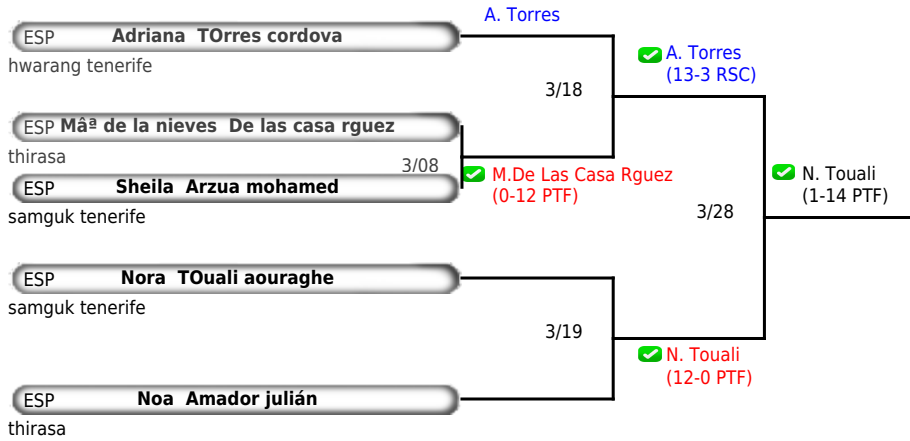 A. Torres
ESP Adriana TOrres cordova
hwarang tenerife
A. Torres
(13-3 RSC)
3/18
ESP Mâª de la nieves De las casa rguez
thirasa
3/08
M.De Las Casa Rguez
(0-12 PTF)
ESP Sheila Arzua mohamed
samguk tenerife
N. Touali
(1-14 PTF)
3/28
ESP Nora TOuali aouraghe
samguk tenerife
3/19
N. Touali
(12-0 PTF)
ESP Noa Amador julián
thirasa